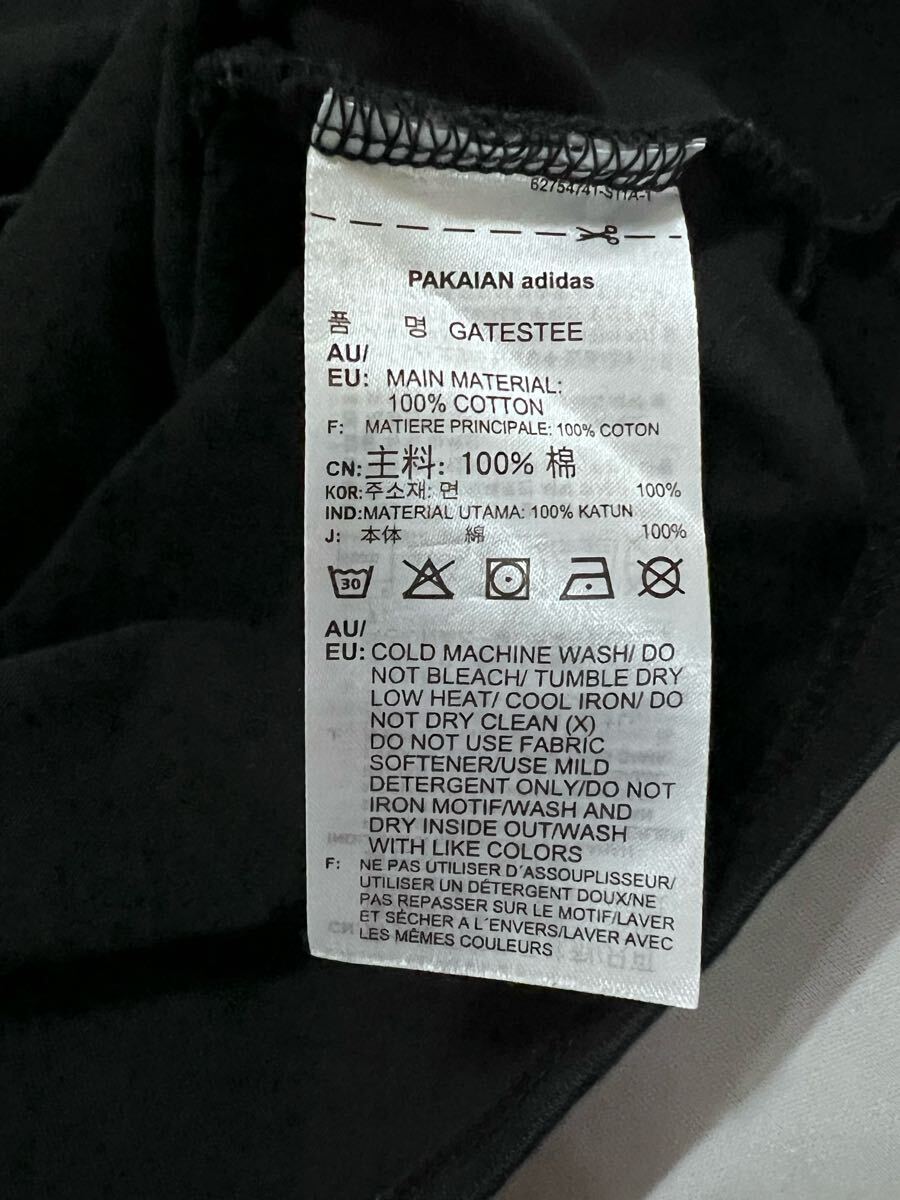 62754741-S11A-1
PAKAIAN adidas
품 명 GATESTEE
AU/
EU: MAIN MATERIAL:
100% COTTON
F: MATIERE PRINCIPALE: 100% COTON
CN: 主料: 100% 棉
KOR: 주소재: 면 100%
IND:MATERIAL UTAMA: 100% KATUN
J: 本体 綿 100%
30
AU/
EU: COLD MACHINE WASH/ DO
NOT BLEACH/ TUMBLE DRY
LOW HEAT/ COOL IRON/ DO
NOT DRY CLEAN (X)
DO NOT USE FABRIC
SOFTENER/USE MILD
DETERGENT ONLY/DO NOT
IRON MOTIF/WASH AND
DRY INSIDE OUT/WASH
WITH LIKE COLORS
F: NE PAS UTILISER D´ASSOUPLISSEUR/
UTILISER UN DÉTERGENT DOUX/NE
PAS REPASSER SUR LE MOTIF/LAVER
ET SÉCHER A L´ENVERS/LAVER AVEC
LES MÊMES COULEURS